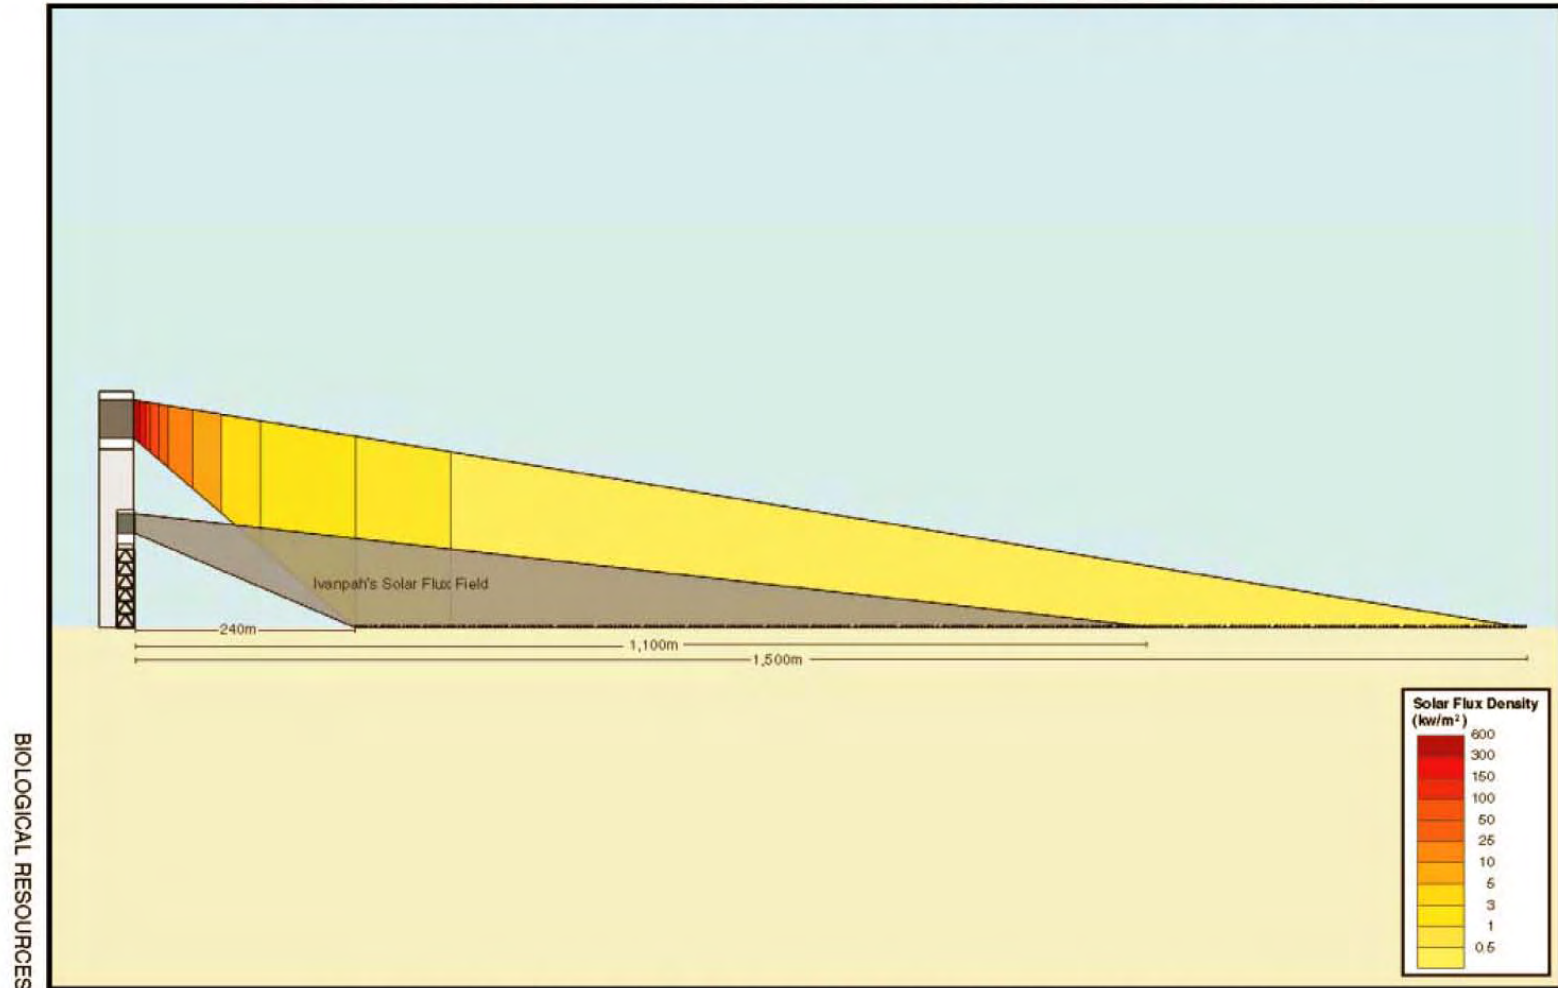 BIOLOGICAL RESOURCES
Ivanpah's Solar Flux Field
240m
1,100m
1,500m
Solar Flux Density
(kw/m²)
600
300
150
100
50
25
10
5
3
1
0.5